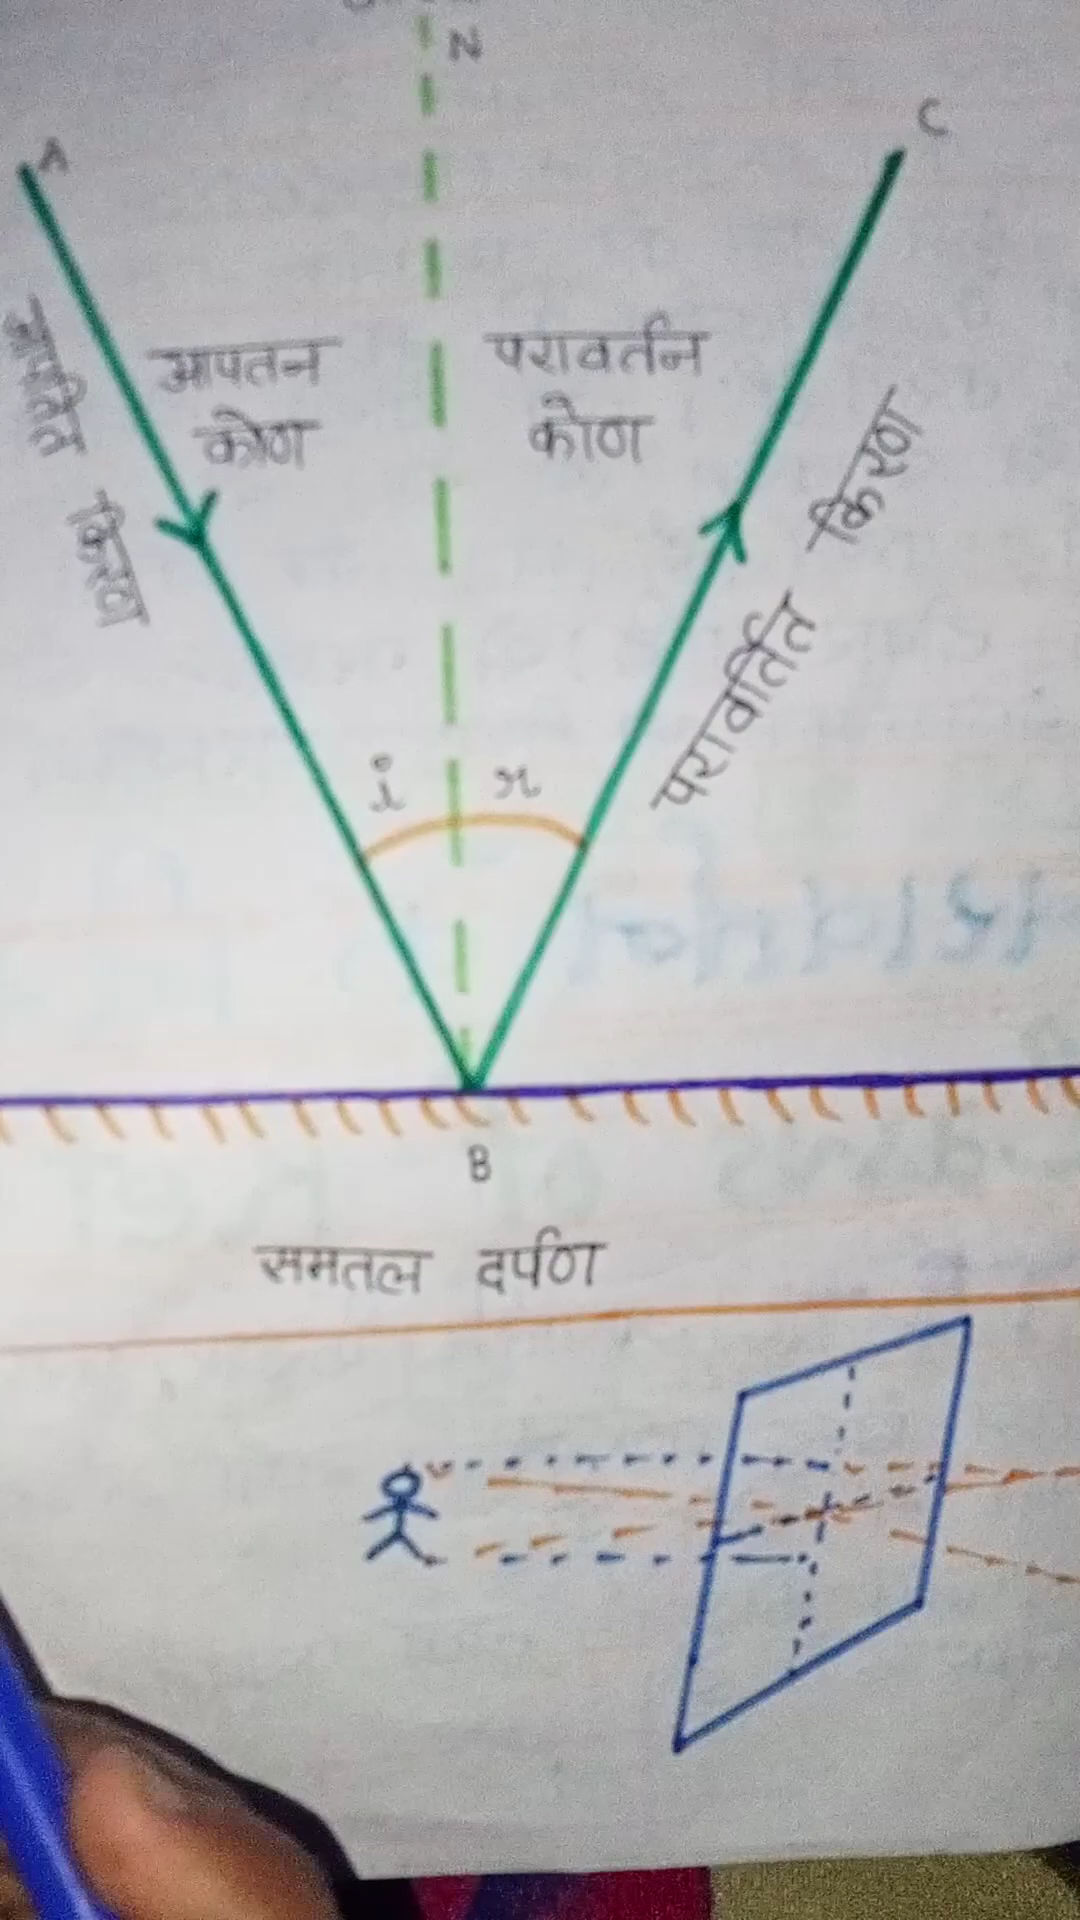 N
A
C
आपतन
कोण
परावर्तन
कोण
आपतित किरण
परावर्तित किरण
i
r
B
समतल दर्पण